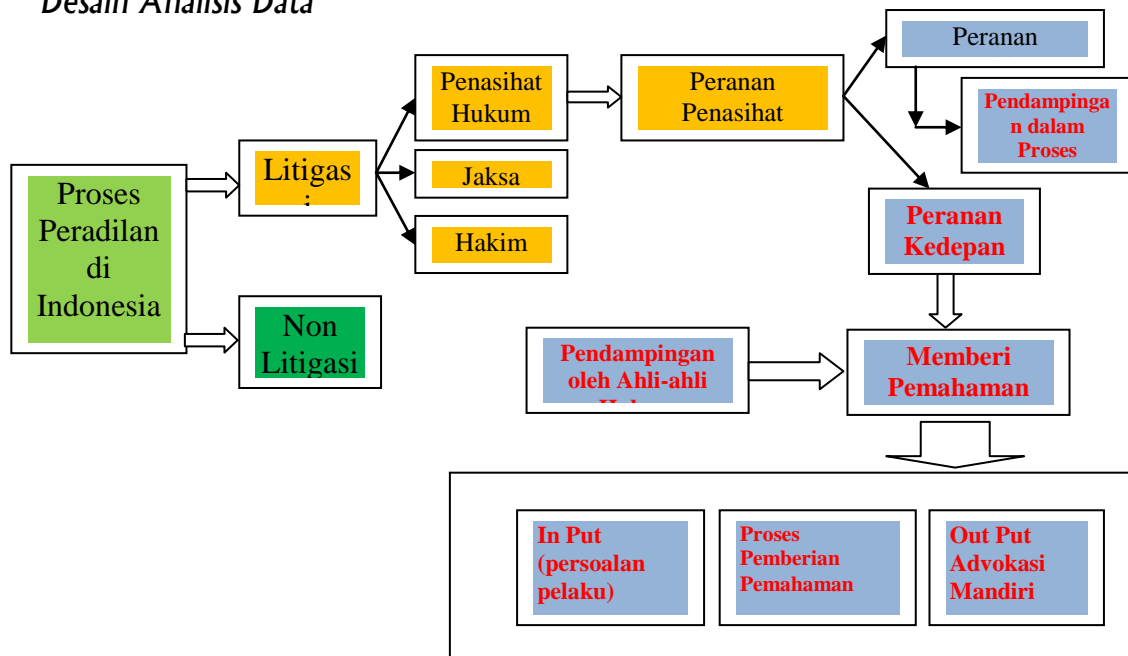 Desain Analisis Data
Peranan
Penasihat
Hukum
Peranan
Penasihat
Pendampinga
n dalam
Proses
Litigas
i
Jaksa
Proses
Peradilan
di
Indonesia
Hakim
Peranan
Kedepan
Non
Litigasi
Pendampingan
oleh Ahli-ahli
Memberi
Pemahaman
In Put
(persoalan
pelaku)
Proses
Pemberian
Pemahaman
Out Put
Advokasi
Mandiri